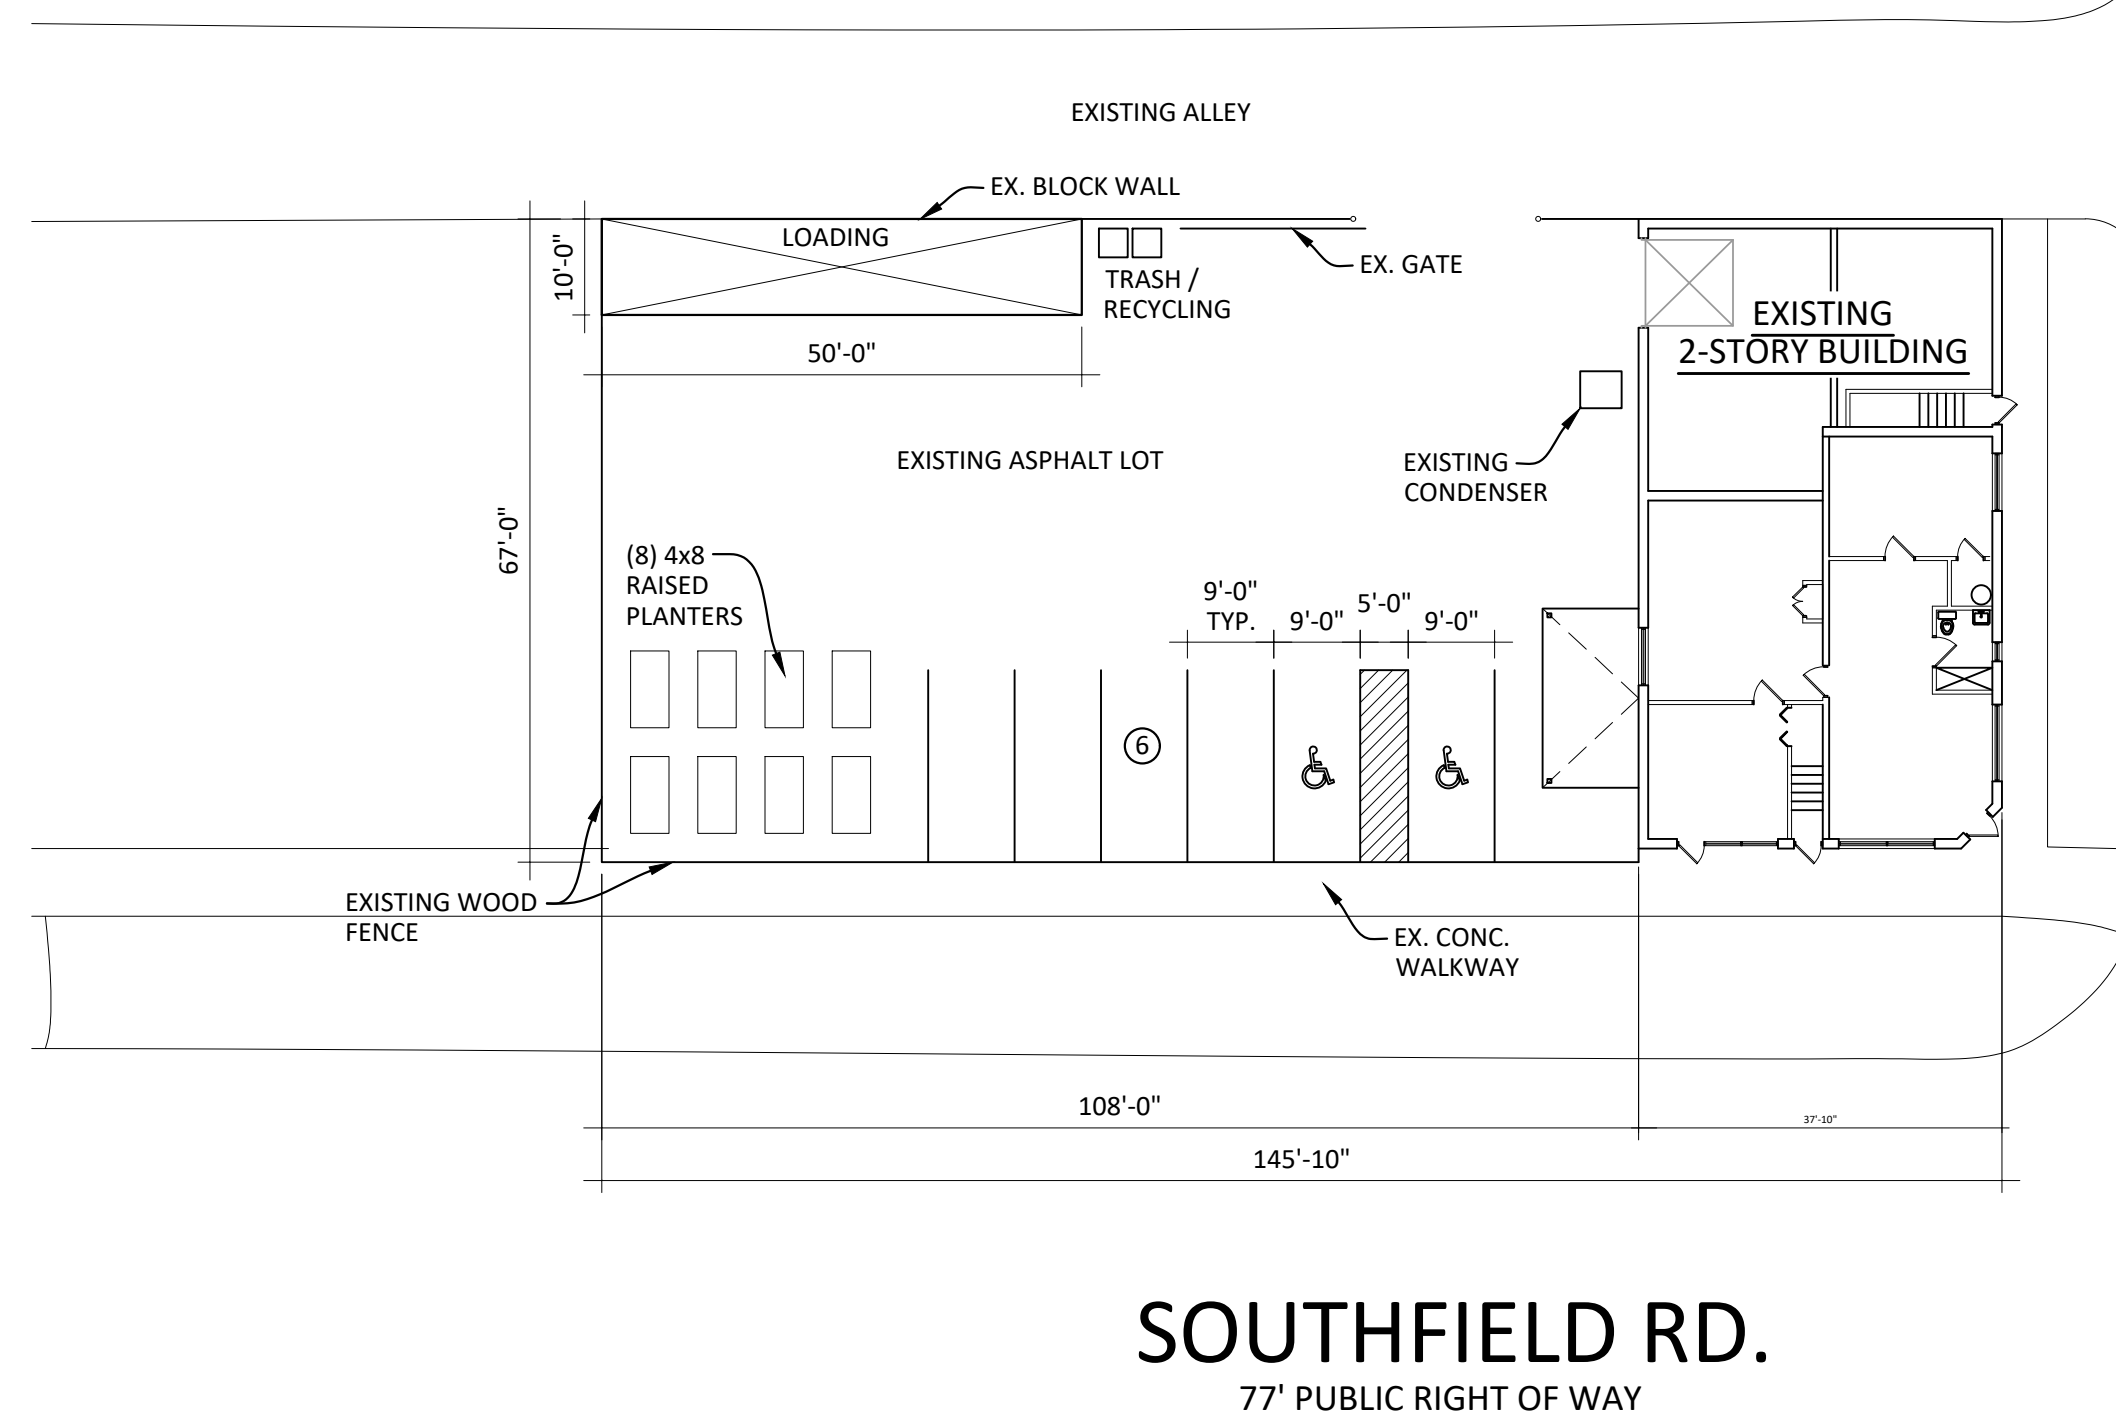 EXISTING ALLEY
EX. BLOCK WALL
LOADING
10'-0"
EX. GATE
TRASH /
RECYCLING
EXISTING
2-STORY BUILDING
50'-0"
EXISTING ASPHALT LOT
EXISTING
CONDENSER
67'-0"
(8) 4x8
RAISED
PLANTERS
9'-0"
TYP.
9'-0"
5'-0"
9'-0"
6
EXISTING WOOD
FENCE
EX. CONC.
WALKWAY
108'-0"
37'-10"
145'-10"
SOUTHFIELD RD.
77' PUBLIC RIGHT OF WAY